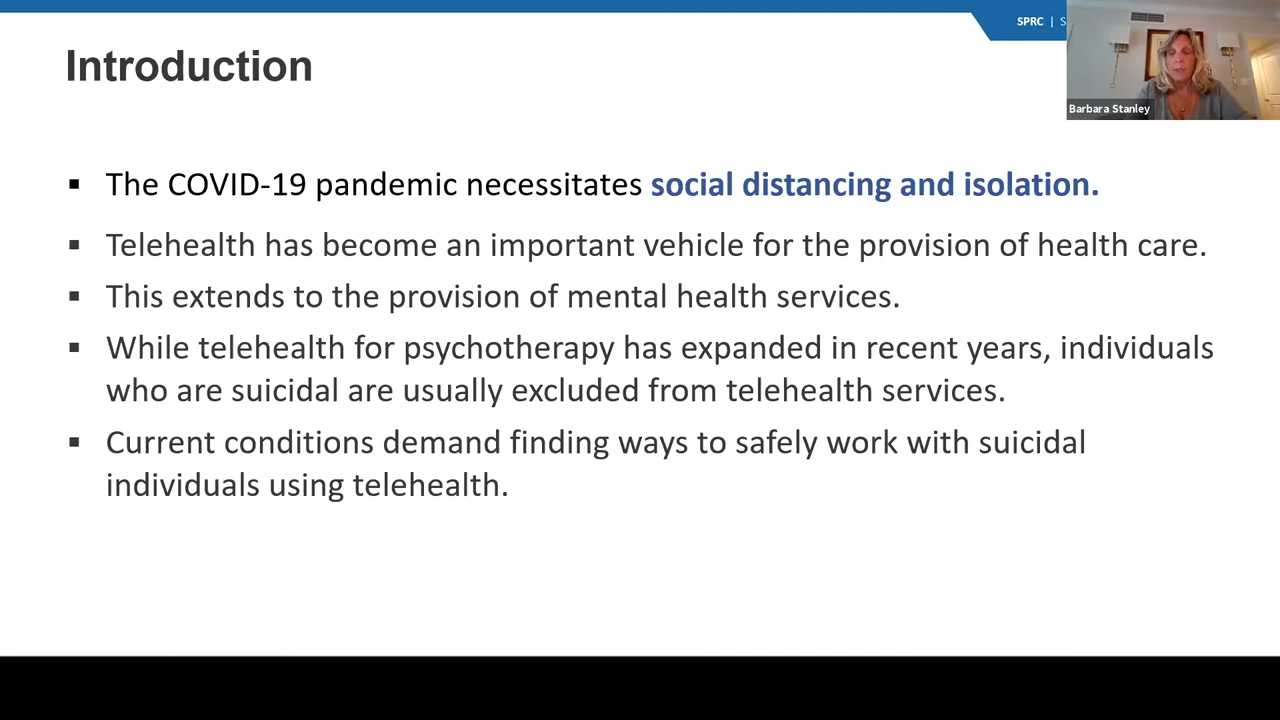 SPRC | S
Introduction
Barbara Stanley
▪ The COVID-19 pandemic necessitates social distancing and isolation.
▪ Telehealth has become an important vehicle for the provision of health care.
▪ This extends to the provision of mental health services.
▪ While telehealth for psychotherapy has expanded in recent years, individuals
who are suicidal are usually excluded from telehealth services.
▪ Current conditions demand finding ways to safely work with suicidal
individuals using telehealth.